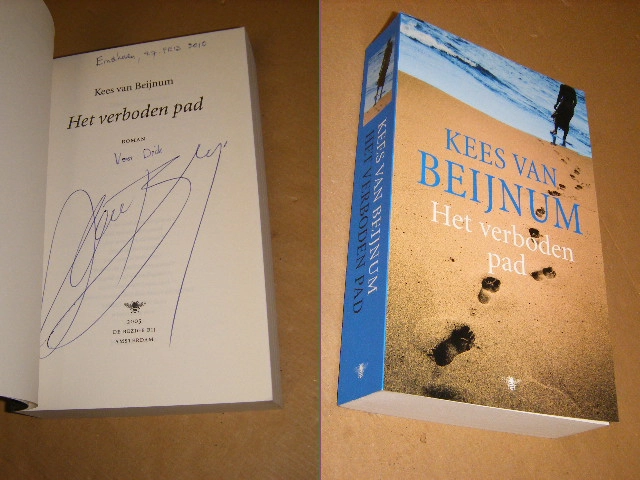 Kees van Beijnum
Het verboden pad
ROMAN
Voor Dirk
2005
DE BEZIGE BIJ
AMSTERDAM
KEES VAN BEIJNUM
HET VERBODEN PAD
KEES VAN
BEIJNUM
Het verboden
pad